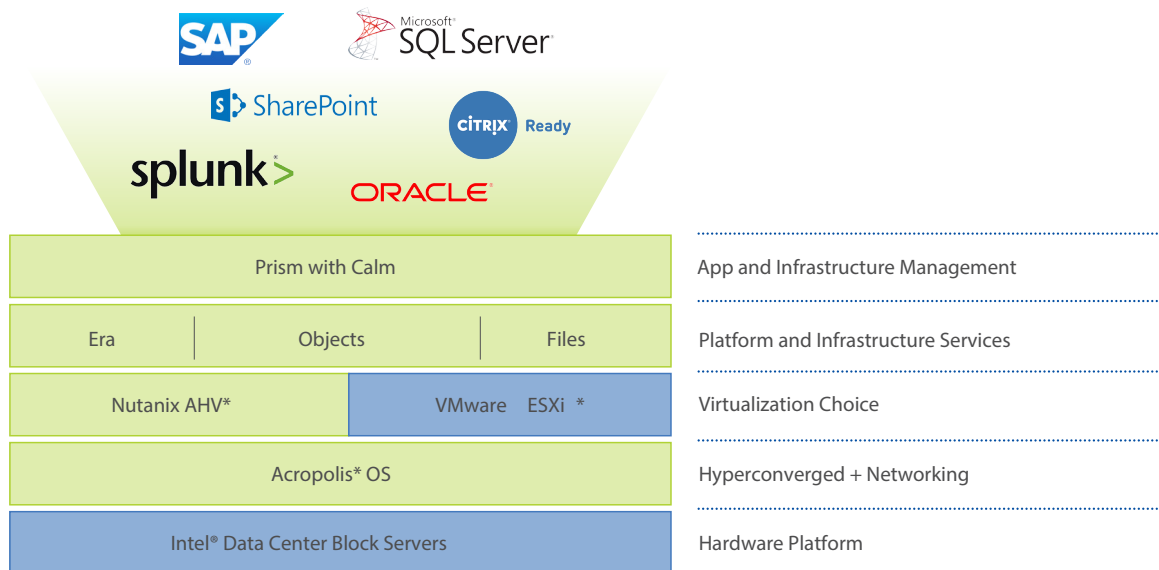 SAP®
Microsoft®
SQL Server®
S SharePoint
CİTRIX® Ready
splunk>®
ORACLE®
Prism with Calm
App and Infrastructure Management
Era
Objects
Files
Platform and Infrastructure Services
Nutanix AHV*
VMware ESXi *
Virtualization Choice
Acropolis* OS
Hyperconverged + Networking
Intel® Data Center Block Servers
Hardware Platform